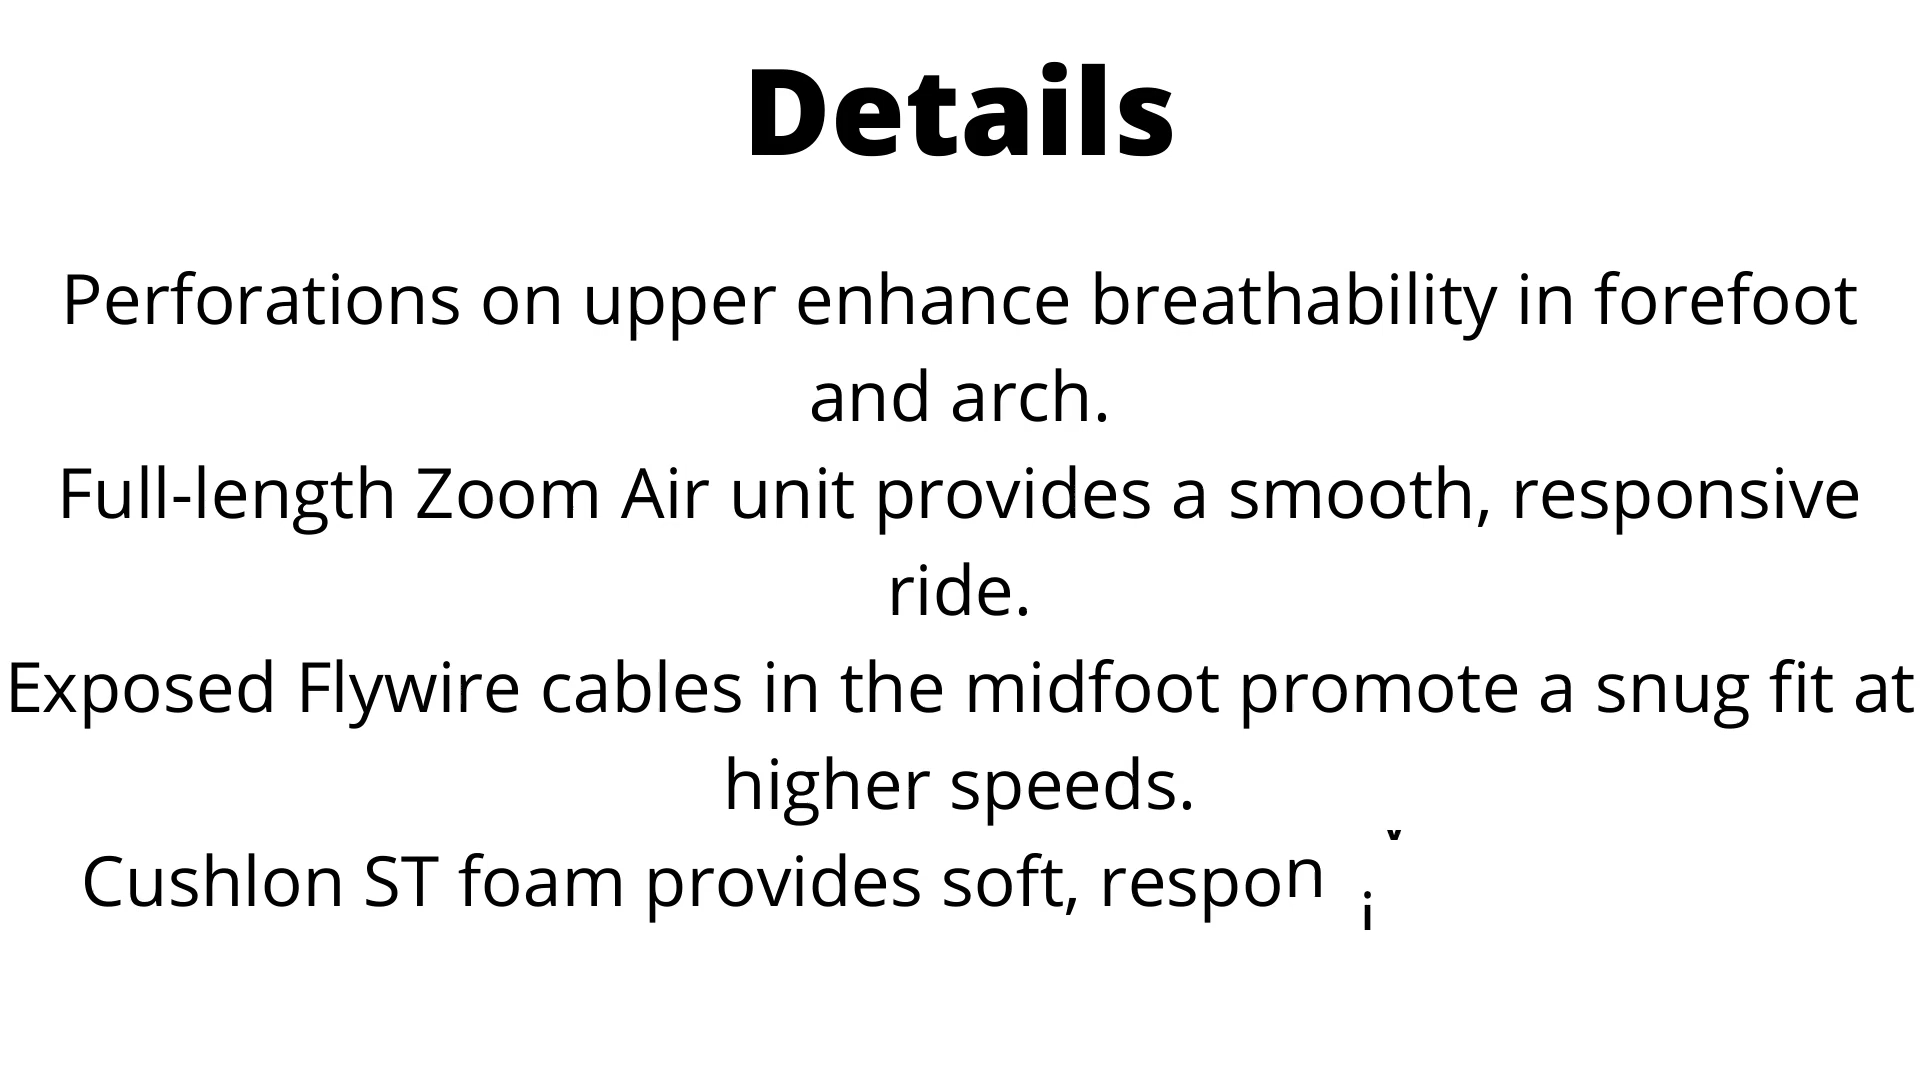 Details
Perforations on upper enhance breathability in forefoot
and arch.
Full-length Zoom Air unit provides a smooth, responsive
ride.
Exposed Flywire cables in the midfoot promote a snug fit at
higher speeds.
Cushlon ST foam provides soft,